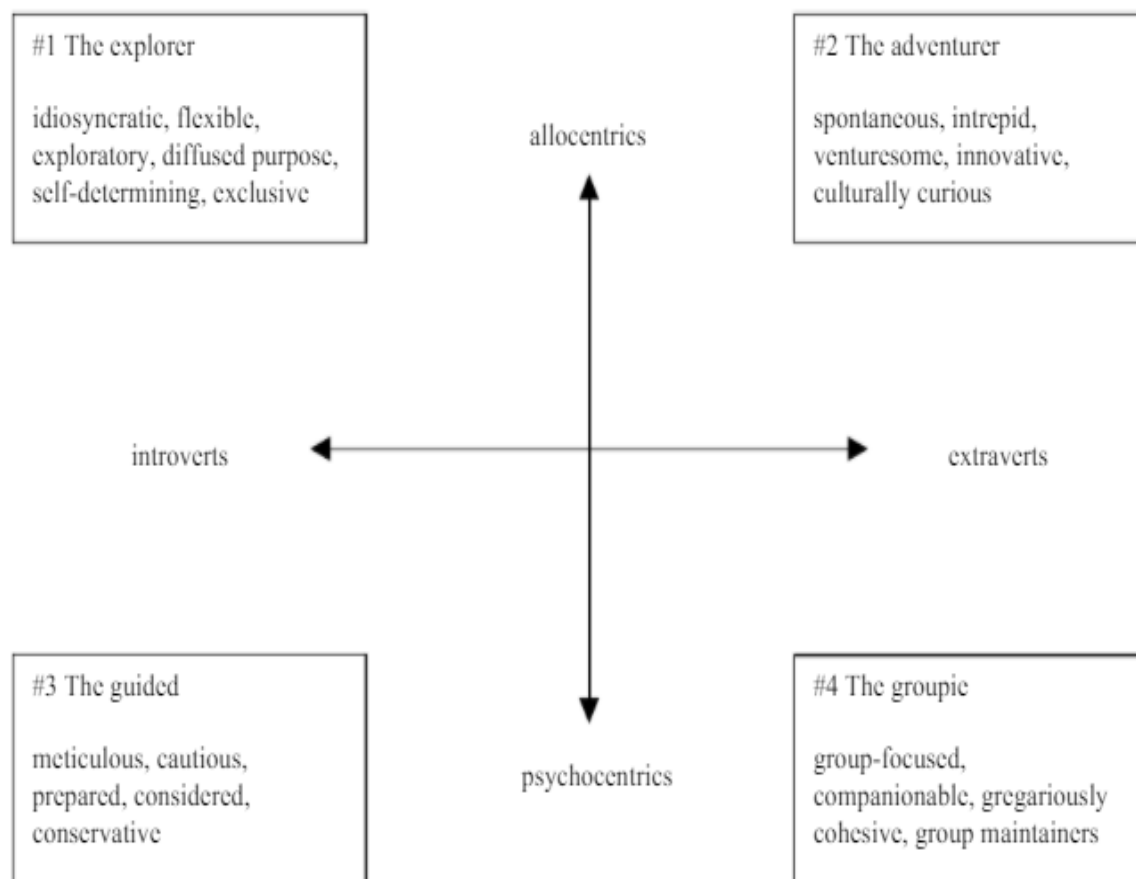 #1 The explorer
idiosyncratic, flexible,
exploratory, diffused purpose,
self-determining, exclusive
#2 The adventurer
spontaneous, intrepid,
venturesome, innovative,
culturally curious
allocentrics
introverts
extraverts
psychocentrics
#3 The guided
meticulous, cautious,
prepared, considered,
conservative
#4 The groupie
group-focused,
companionable, gregariously
cohesive, group maintainers